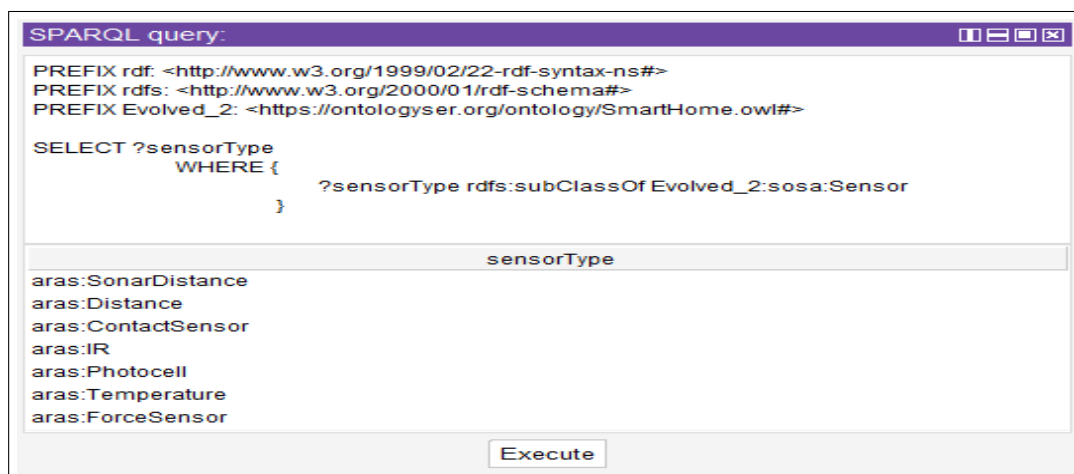 SPARQL query:
PREFIX rdf: <http://www.w3.org/1999/02/22-rdf-syntax-ns#>
PREFIX rdfs: <http://www.w3.org/2000/01/rdf-schema#>
PREFIX Evolved_2: <https://ontologyser.org/ontology/SmartHome.owl#>
SELECT ?sensorType
WHERE {
?sensorType rdfs:subClassOf Evolved_2:sosa:Sensor
}
sensorType
aras:SonarDistance
aras:Distance
aras:ContactSensor
aras:IR
aras:Photocell
aras:Temperature
aras:ForceSensor
Execute